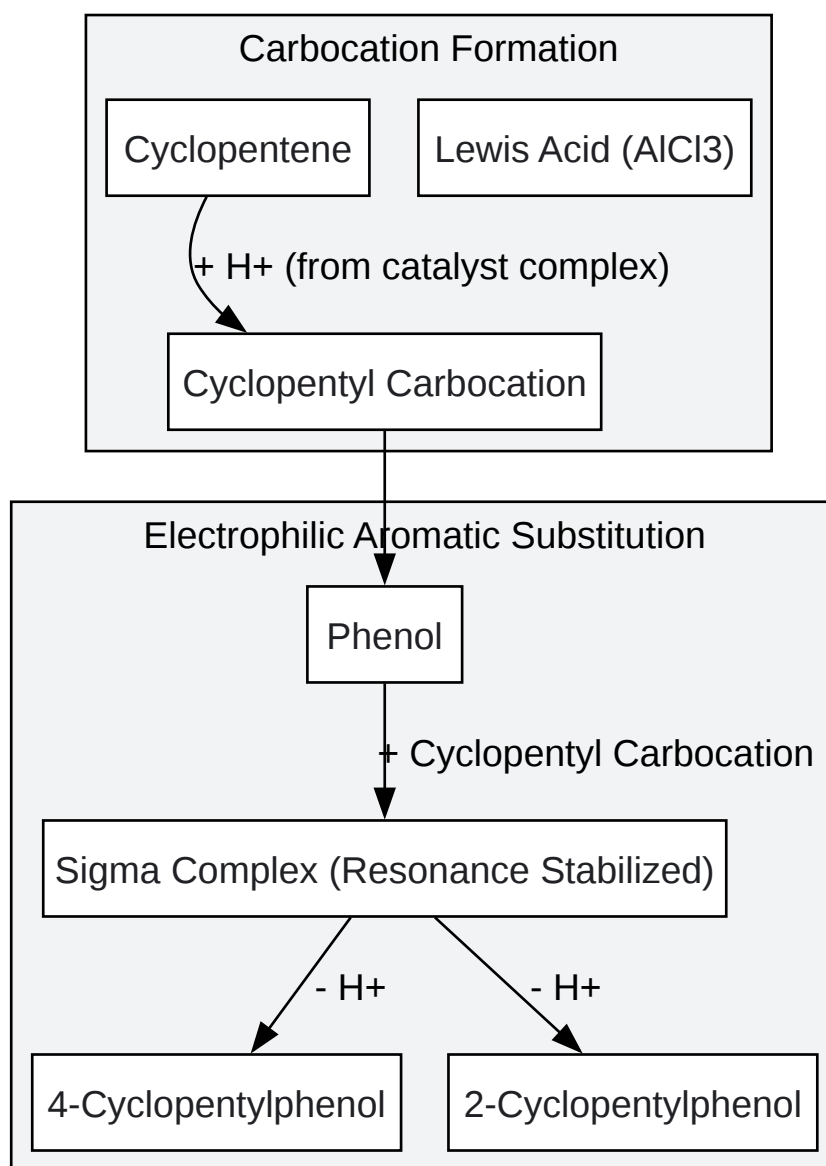 Carbocation Formation
Cyclopentene
Lewis Acid (AlCl3)
+ H+ (from catalyst complex)
Cyclopentyl Carbocation
Electrophilic Aromatic Substitution
Phenol
+ Cyclopentyl Carbocation
Sigma Complex (Resonance Stabilized)
- H+
- H+
4-Cyclopentylphenol
2-Cyclopentylphenol